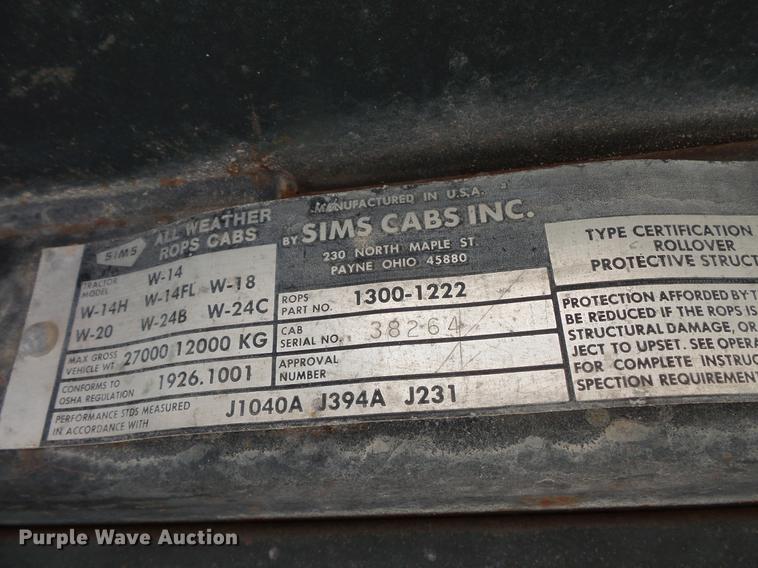 MANUFACTURED IN U.S.A.
SIMS
ALL WEATHER
ROPS CABS
BY SIMS CABS INC.
230 NORTH MAPLE ST.
PAYNE OHIO 45880
TRACTOR
MODEL
W-14
W-14H W-14FL W-18
W-20 W-24B W-24C
MAX GROSS
VEHICLE WT
27000 12000 KG
CONFORMS TO
OSHA REGULATION
1926.1001
PERFORMANCE STDS MEASURED
IN ACCORDANCE WITH
J1040A J394A J231
ROPS
PART NO.
1300-1222
CAB
SERIAL NO.
38264
APPROVAL
NUMBER
TYPE CERTIFICATION
ROLLOVER
PROTECTIVE STRUCT
PROTECTION AFFORDED BY T
BE REDUCED IF THE ROPS IS
STRUCTURAL DAMAGE, OR
JECT TO UPSET. SEE OPERA
FOR COMPLETE INSTRUC
SPECTION REQUIREMENT
Purple Wave Auction